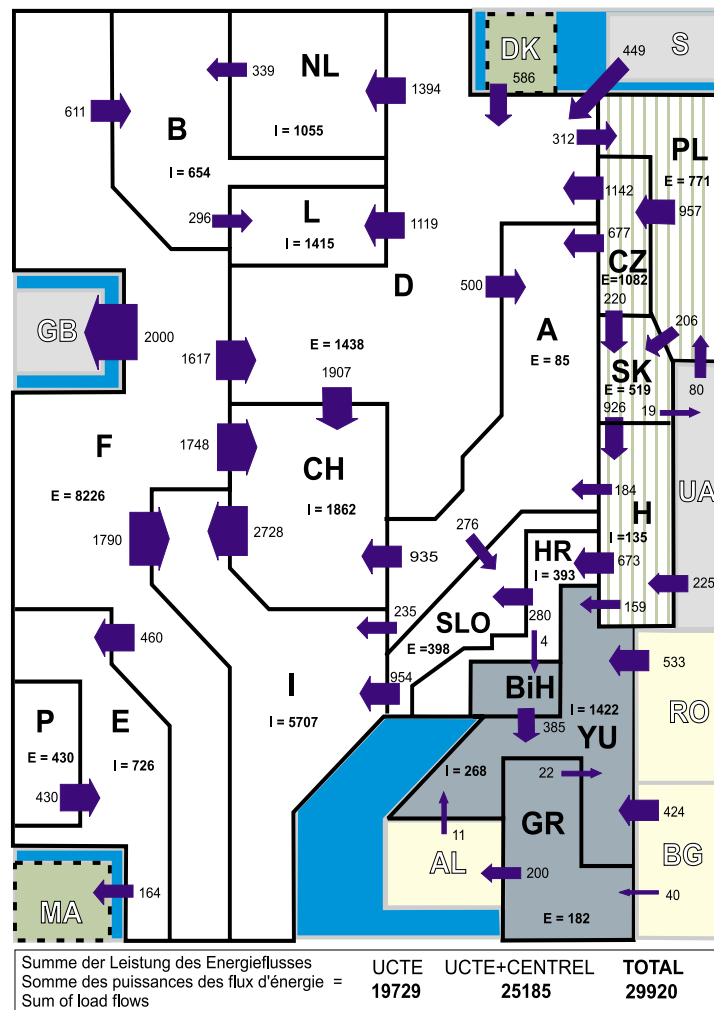 DK
S
586
449
NL
339
1394
I = 1055
611
B
I = 654
312
PL
E = 771
296
L
I = 1415
1119
1142
957
677
CZ
E=1082
D
500
220
206
GB
2000
1617
E = 1438
A
E = 85
SK
E = 519
80
1907
926
19
F
E = 8226
1748
CH
I = 1862
UA
184
H
I =135
1790
2728
935
276
HR
I = 393
673
225
235
SLO
E =398
280
159
4
460
954
BiH
533
I
I = 5707
RO
P
E = 430
E
I = 726
I = 1422
385
YU
430
I = 268
22
424
GR
11
AL
200
BG
164
MA
40
E = 182
Summe der Leistung des Energieflusses
Somme des puissances des flux d'énergie =
Sum of load flows
UCTE UCTE+CENTREL TOTAL
19729 25185 29920